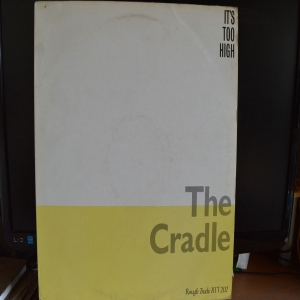 IT'S
TOO
HIGH
The
Cradle
Rough Trade RTT 202